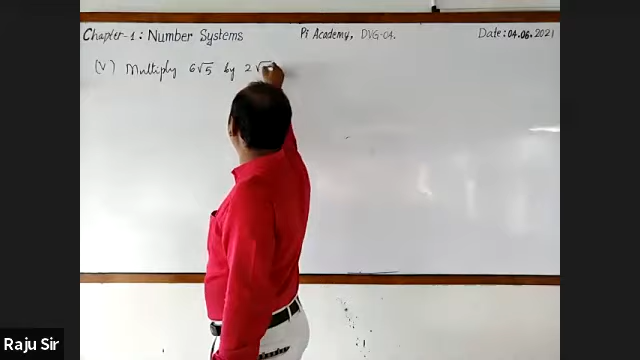 Chapter-1: Number Systems Pi Academy, DVG-04. Date: 04.06.2021
(V) Multiply 6√5 by 2√
Raju Sir